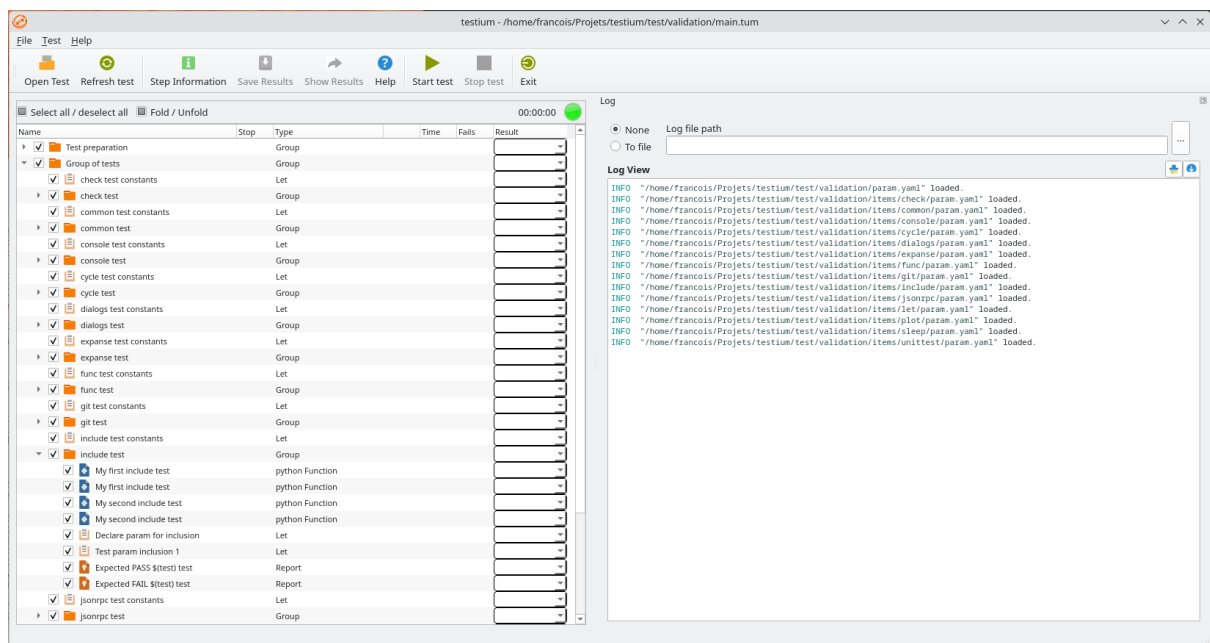 testium - /home/francois/Projets/testium/test/validation/main.tum
File Test Help
Open Test Refresh test Step Information Save Results Show Results Help Start test Stop test Exit
Select all / deselect all Fold / Unfold 00:00:00
Name Stop Type Time Fails Result
Test preparation Group
Group of tests Group
check test constants Let
check test Group
common test constants Let
common test Group
console test constants Let
console test Group
cycle test constants Let
cycle test Group
dialogs test constants Let
dialogs test Group
expanse test constants Let
expanse test Group
func test constants Let
func test Group
git test constants Let
git test Group
include test constants Let
include test Group
My first include test python Function
My first include test python Function
My second include test python Function
My second include test python Function
Declare param for inclusion Let
Test param inclusion 1 Let
Expected PASS $(test) test Report
Expected FAIL $(test) test Report
jsonrpc test constants Let
jsonrpc test Group
Log
None Log file path
To file ...
Log View
INFO "/home/francois/Projets/testium/test/validation/param.yaml" loaded.
INFO "/home/francois/Projets/testium/test/validation/items/check/param.yaml" loaded.
INFO "/home/francois/Projets/testium/test/validation/items/common/param.yaml" loaded.
INFO "/home/francois/Projets/testium/test/validation/items/console/param.yaml" loaded.
INFO "/home/francois/Projets/testium/test/validation/items/cycle/param.yaml" loaded.
INFO "/home/francois/Projets/testium/test/validation/items/dialogs/param.yaml" loaded.
INFO "/home/francois/Projets/testium/test/validation/items/expanse/param.yaml" loaded.
INFO "/home/francois/Projets/testium/test/validation/items/func/param.yaml" loaded.
INFO "/home/francois/Projets/testium/test/validation/items/git/param.yaml" loaded.
INFO "/home/francois/Projets/testium/test/validation/items/include/param.yaml" loaded.
INFO "/home/francois/Projets/testium/test/validation/items/jsonrpc/param.yaml" loaded.
INFO "/home/francois/Projets/testium/test/validation/items/let/param.yaml" loaded.
INFO "/home/francois/Projets/testium/test/validation/items/plot/param.yaml" loaded.
INFO "/home/francois/Projets/testium/test/validation/items/sleep/param.yaml" loaded.
INFO "/home/francois/Projets/testium/test/validation/items/unittest/param.yaml" loaded.